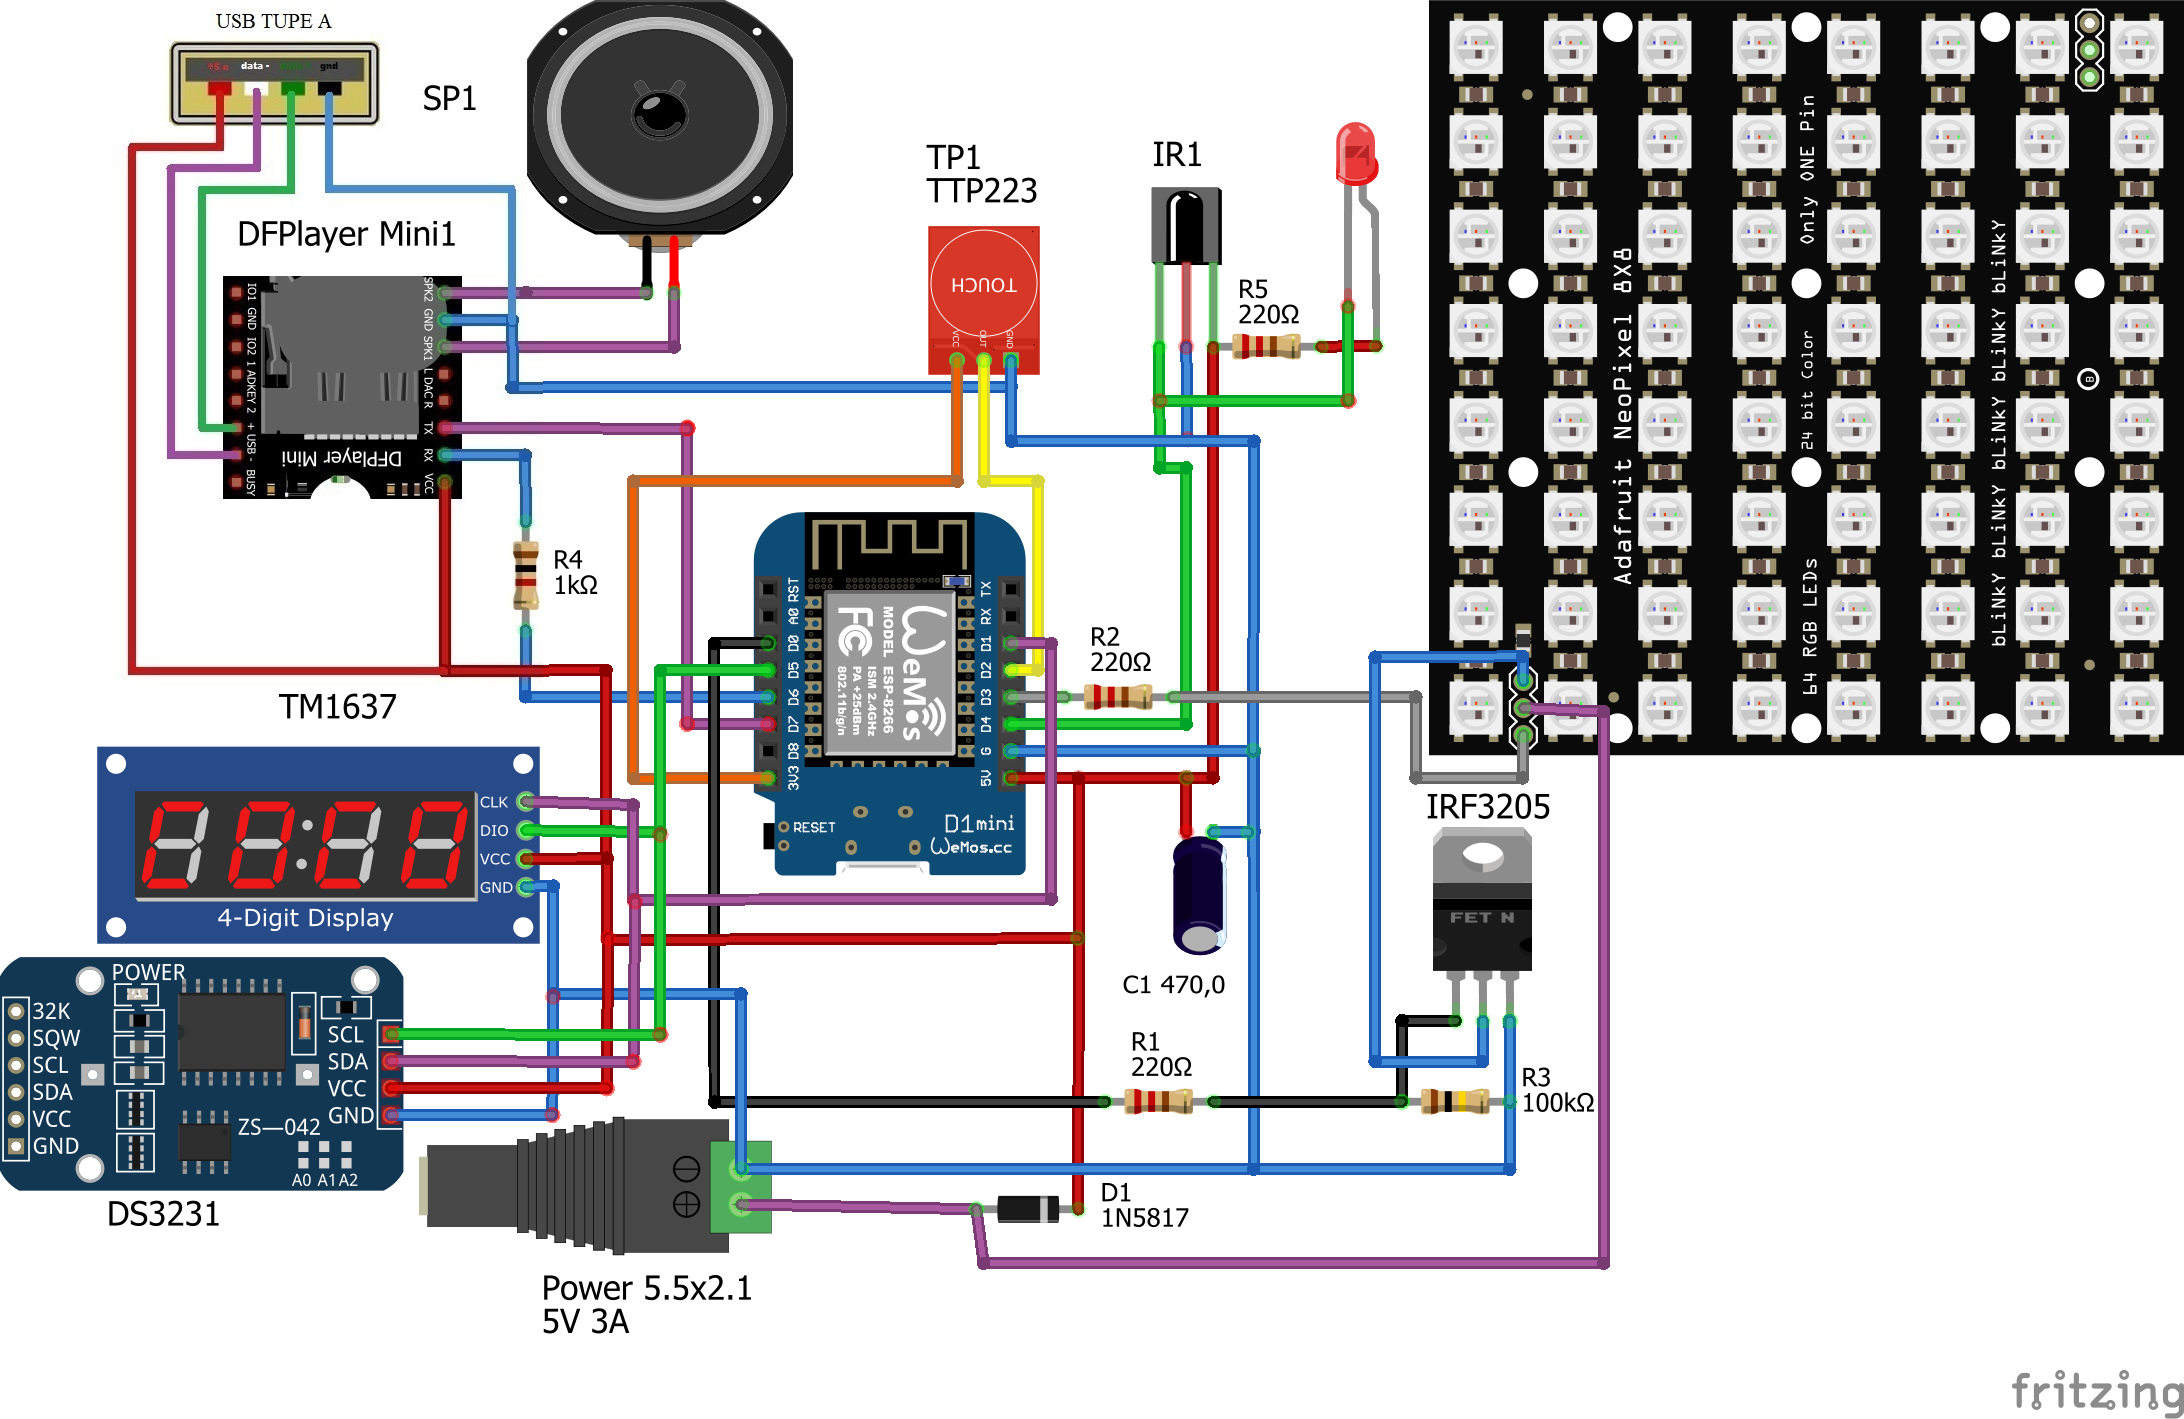 USB TUPE A
+5в
data -
gnd
SP1
DFPlayer Mini1
IO1
GND
IO2
ADKEY 2
+ USB -
BUSY
SPK2
GND
SPK1
L DAC R
TX
RX
VCC
DFPlayer Mini
TP1
TTP223
TOUCH
VCC
OUT
GND
IR1
R5
220Ω
R4
1kΩ
R2
220Ω
RST
A0
D0
D5
D6
D7
D8
3V3
TX
RX
D1
D2
D3
D4
G
5V
WeMos
MODEL ESP-8266
ISM 2.4GHz
PA +25dBm
802.11b/g/n
FC
RESET
D1mini
WeMos.cc
TM1637
CLK
DIO
VCC
GND
4-Digit Display
POWER
32K
SQW
SCL
SDA
VCC
GND
SCL
SDA
VCC
GND
ZS—042
A0 A1 A2
DS3231
Power 5.5x2.1
5V 3A
D1
1N5817
C1 470,0
R1
220Ω
R3
100kΩ
IRF3205
FET N
Adafruit NeoPixel 8X8
64 RGB LEDs
24 bit Color
Only ONE Pin
bLiNkY bLiNkY bLiNkY bLiNkY bLiNkY
B
fritzing